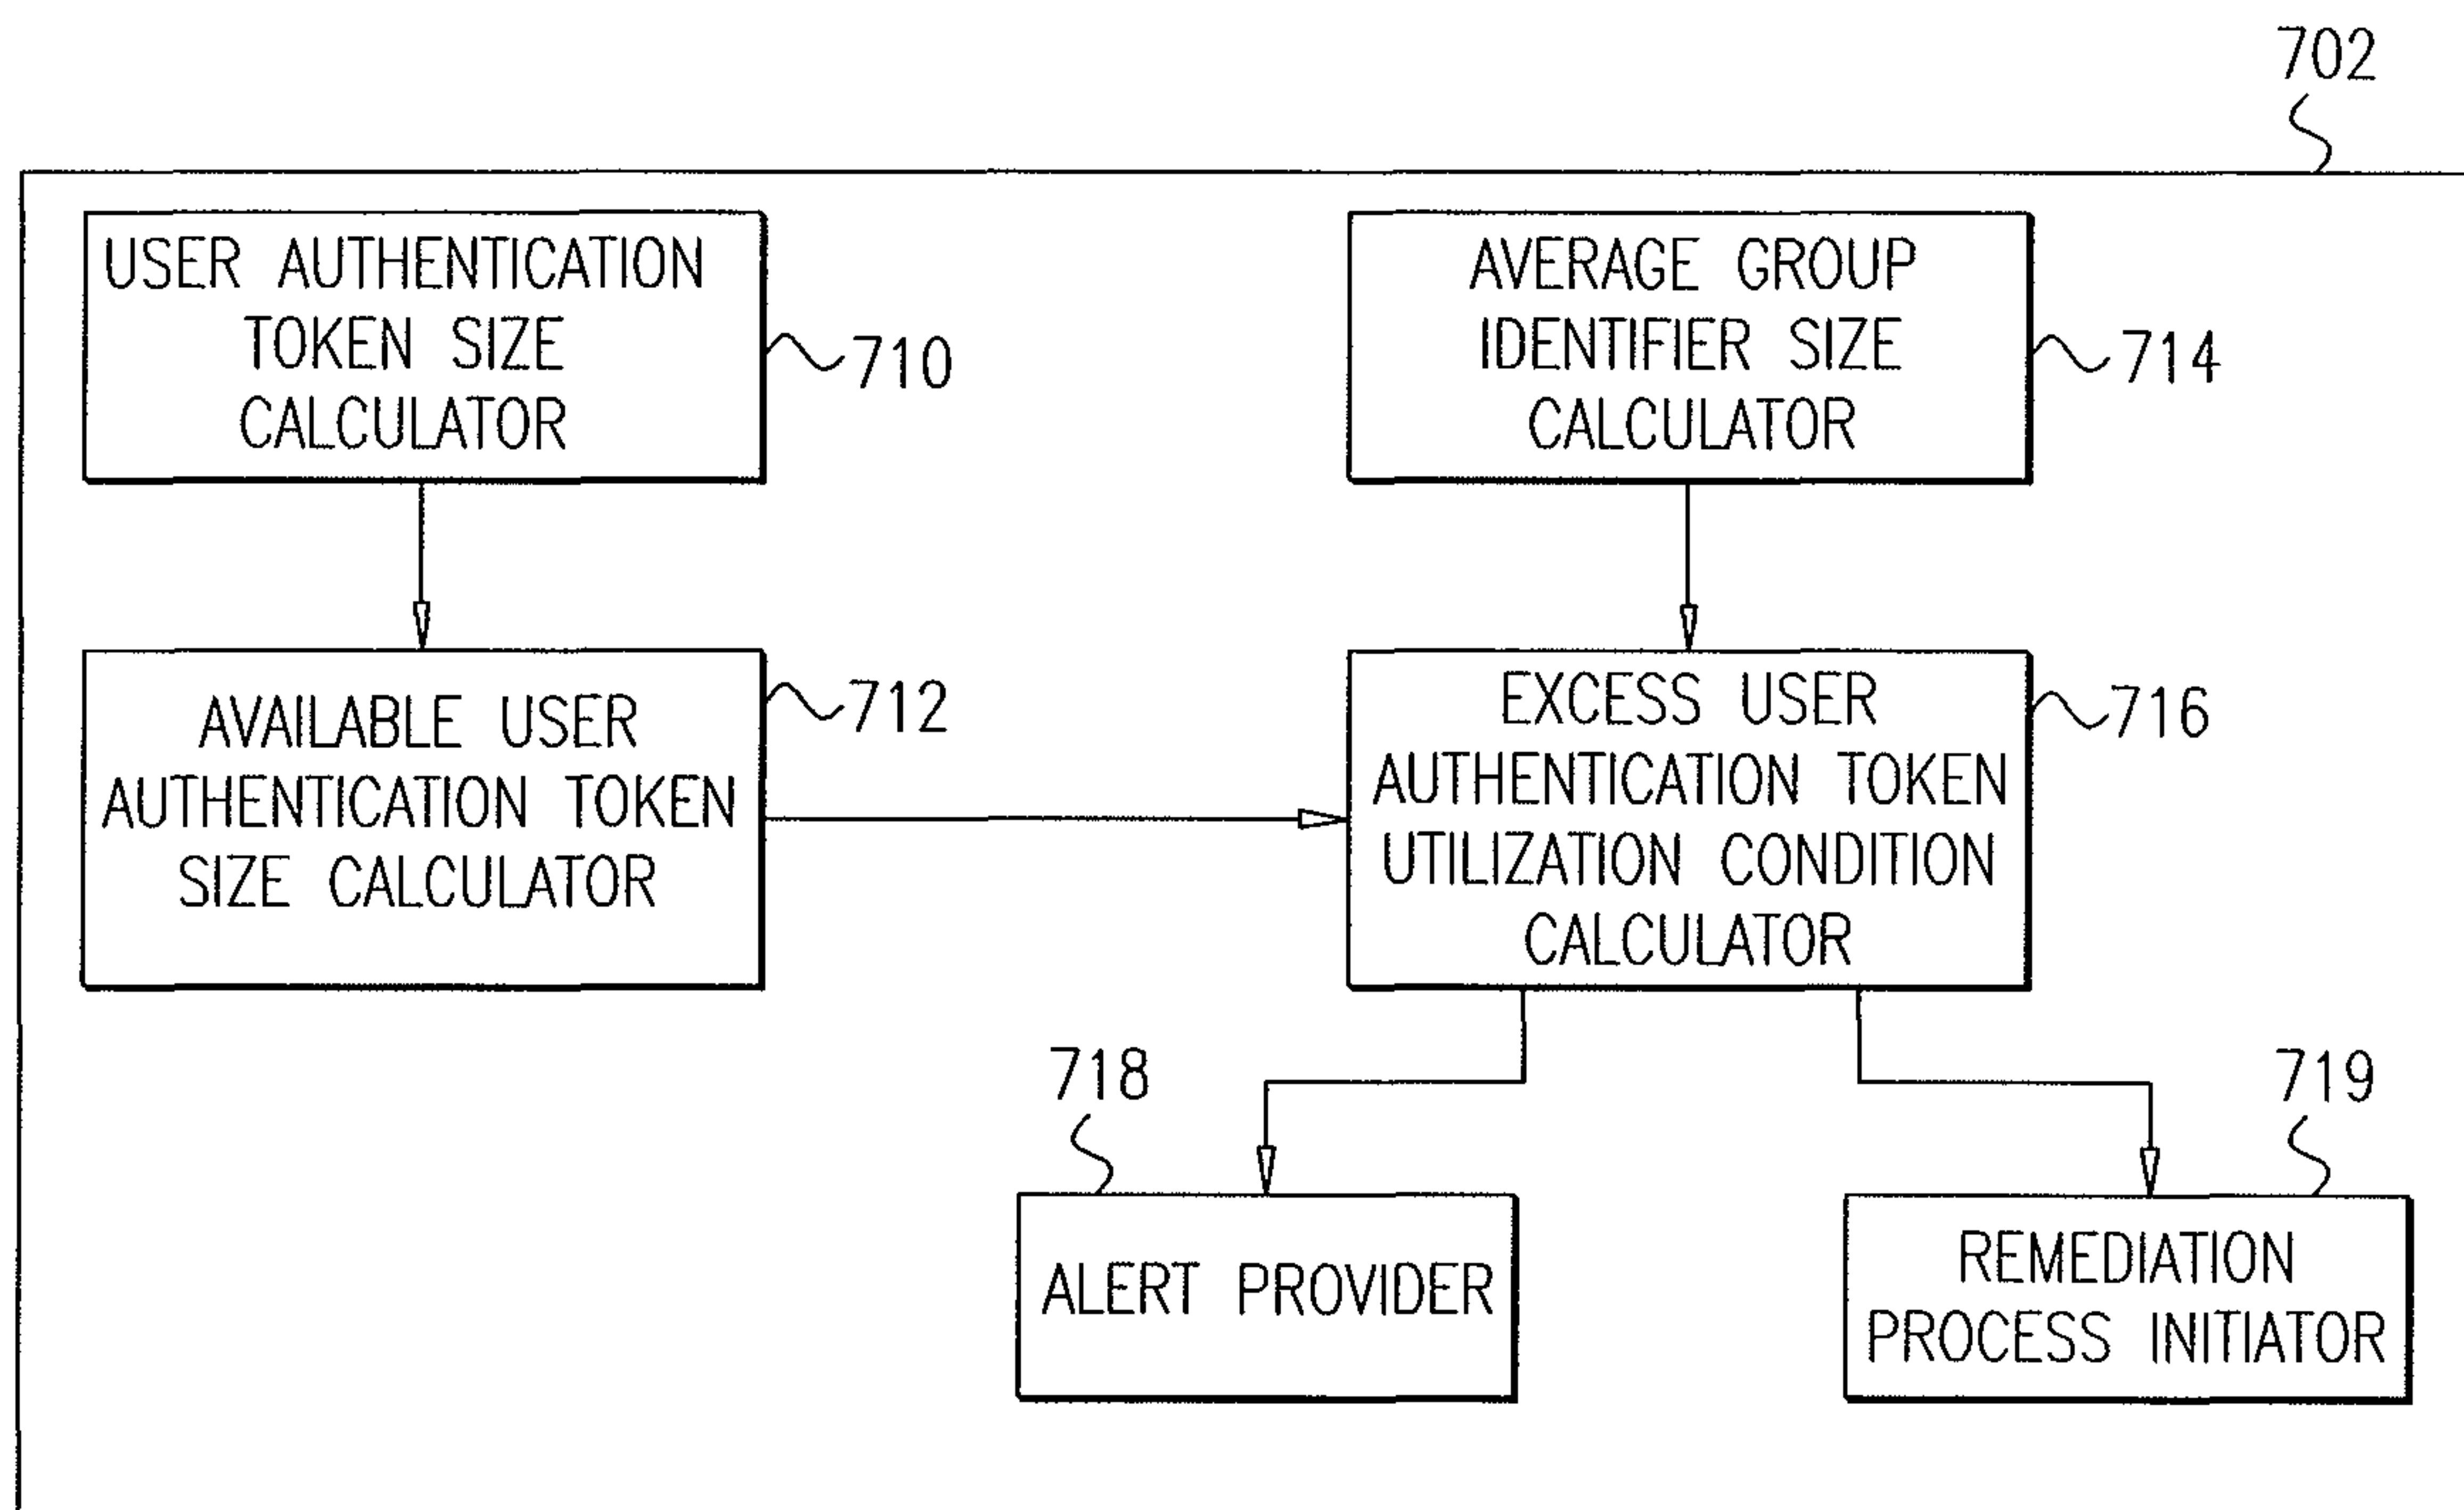 702
USER AUTHENTICATION
TOKEN SIZE
CALCULATOR
710
AVERAGE GROUP
IDENTIFIER SIZE
CALCULATOR
714
AVAILABLE USER
AUTHENTICATION TOKEN
SIZE CALCULATOR
712
EXCESS USER
AUTHENTICATION TOKEN
UTILIZATION CONDITION
CALCULATOR
716
718
ALERT PROVIDER
719
REMEDIATION
PROCESS INITIATOR